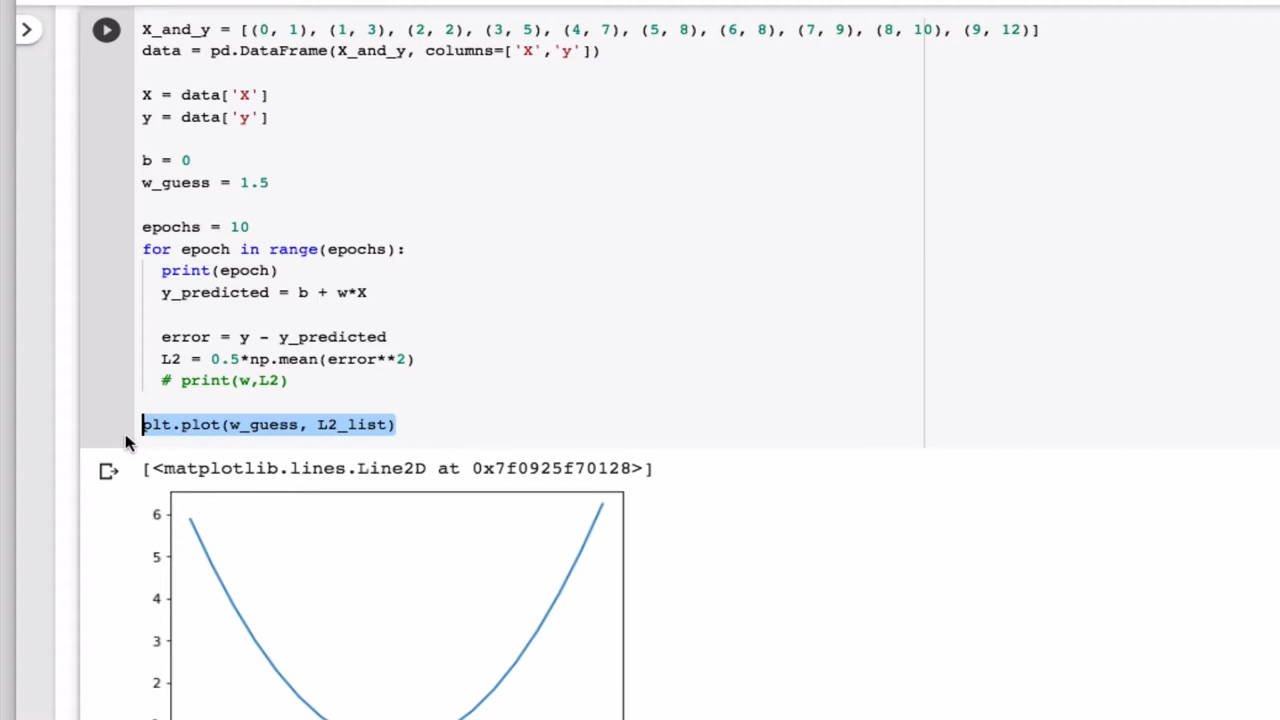 X_and_y = [(0, 1), (1, 3), (2, 2), (3, 5), (4, 7), (5, 8), (6, 8), (7, 9), (8, 10), (9, 12)]
data = pd.DataFrame(X_and_y, columns=['X','y'])
X = data['X']
y = data['y']
b = 0
w_guess = 1.5
epochs = 10
for epoch in range(epochs):
print(epoch)
y_predicted = b + w*X
error = y - y_predicted
L2 = 0.5*np.mean(error**2)
# print(w,L2)
plt.plot(w_guess, L2_list)
[<matplotlib.lines.Line2D at 0x7f0925f70128>]
6
5
4
3
2